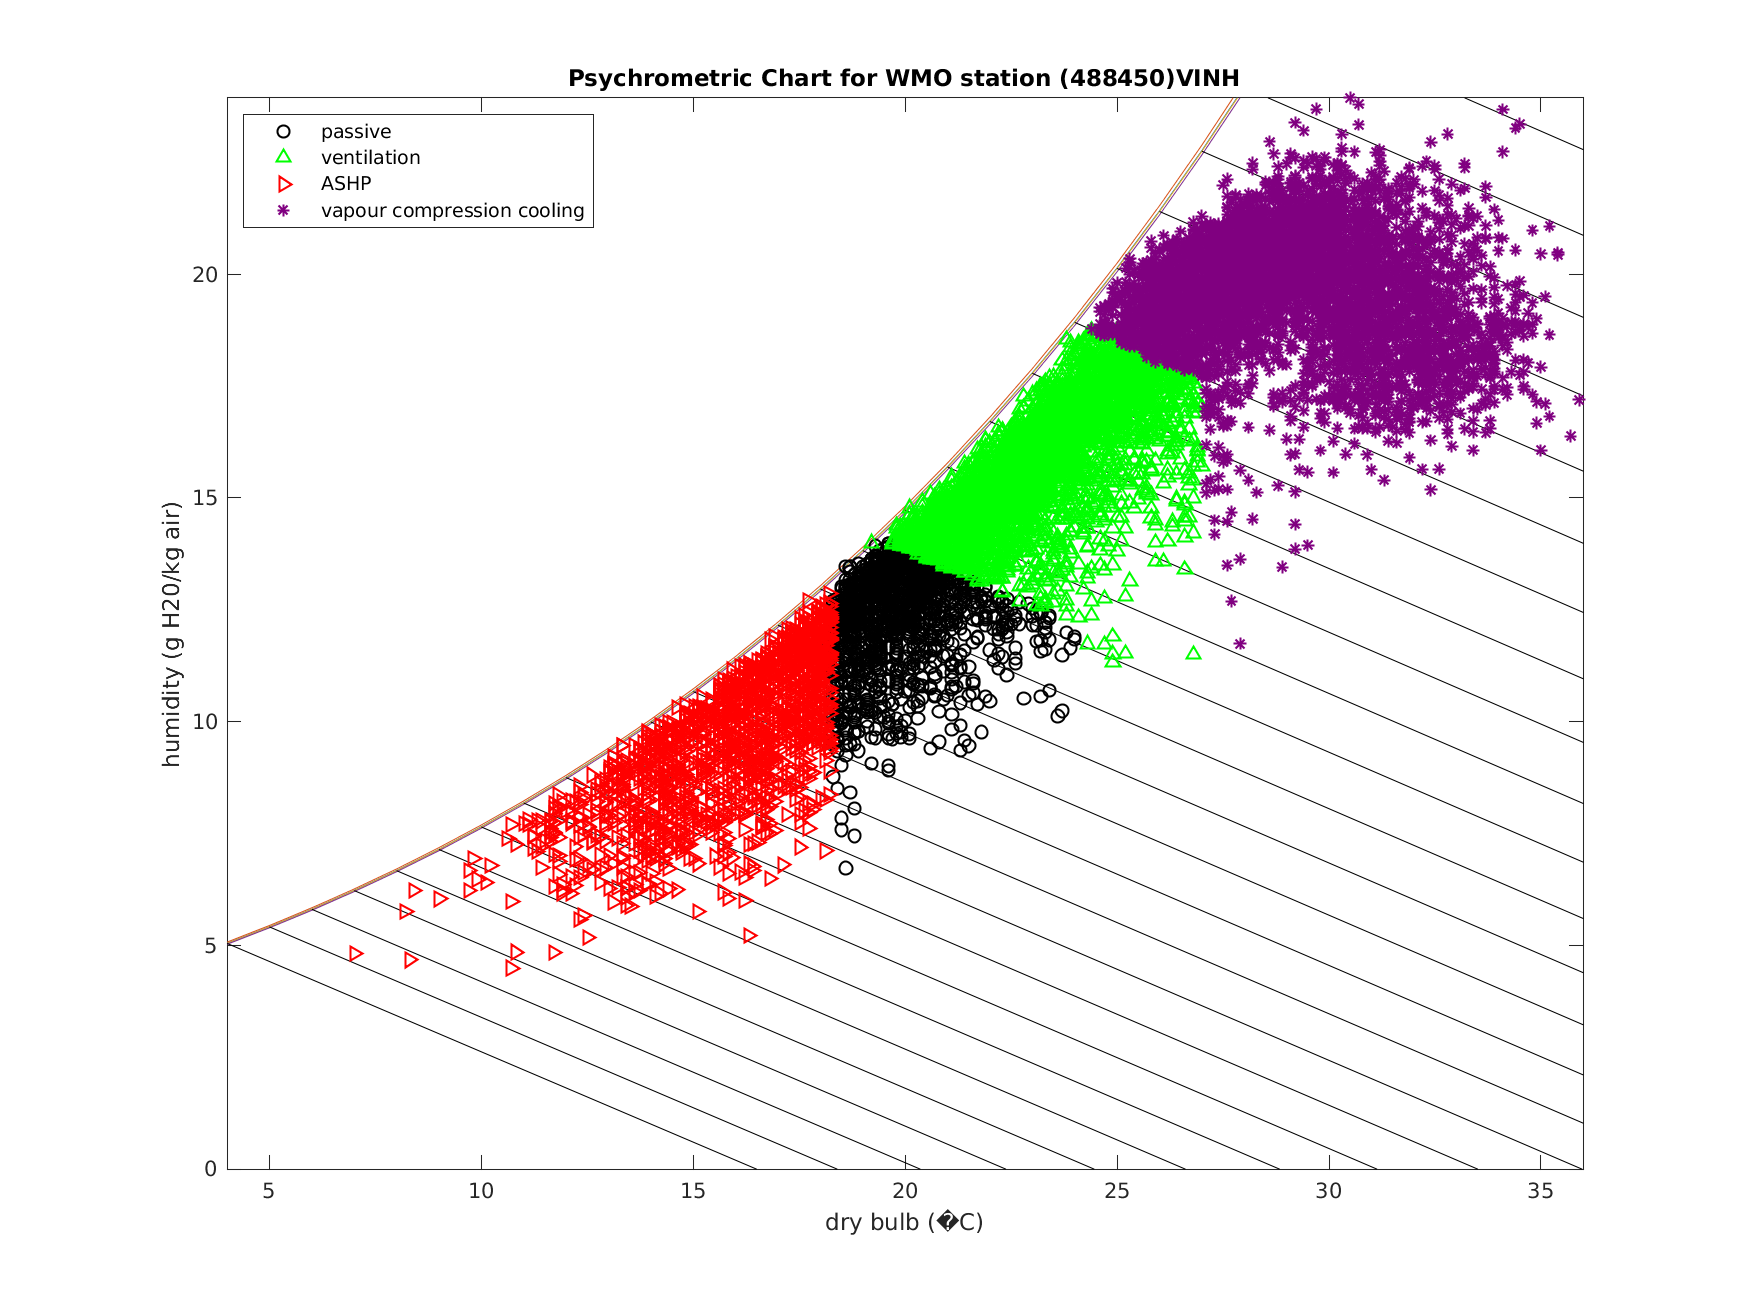 Psychrometric Chart for WMO station (488450)VINH
passive
ventilation
ASHP
vapour compression cooling
humidity (g H20/kg air)
20
15
10
5
0
5 10 15 20 25 30 35
dry bulb (�C)